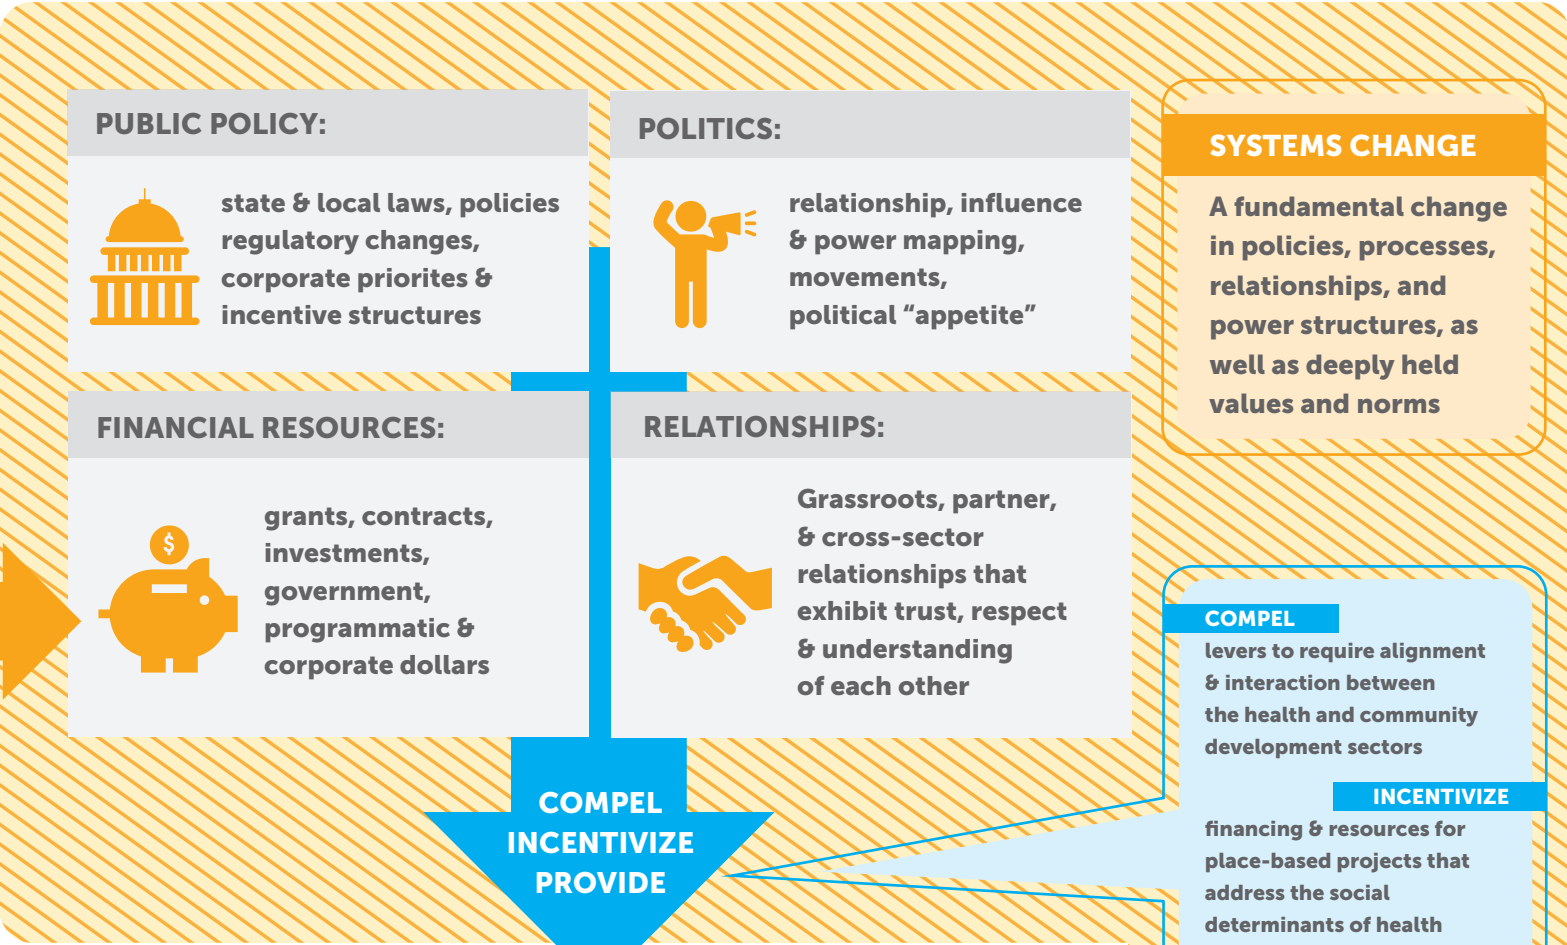 PUBLIC POLICY:
state & local laws, policies
regulatory changes,
corporate priorites &
incentive structures
POLITICS:
relationship, influence
& power mapping,
movements,
political “appetite”
SYSTEMS CHANGE
A fundamental change
in policies, processes,
relationships, and
power structures, as
well as deeply held
values and norms
FINANCIAL RESOURCES:
$
grants, contracts,
investments,
government,
programmatic &
corporate dollars
RELATIONSHIPS:
Grassroots, partner,
& cross-sector
relationships that
exhibit trust, respect
& understanding
of each other
COMPEL
INCENTIVIZE
PROVIDE
COMPEL
levers to require alignment
& interaction between
the health and community
development sectors
INCENTIVIZE
financing & resources for
place-based projects that
address the social
determinants of health